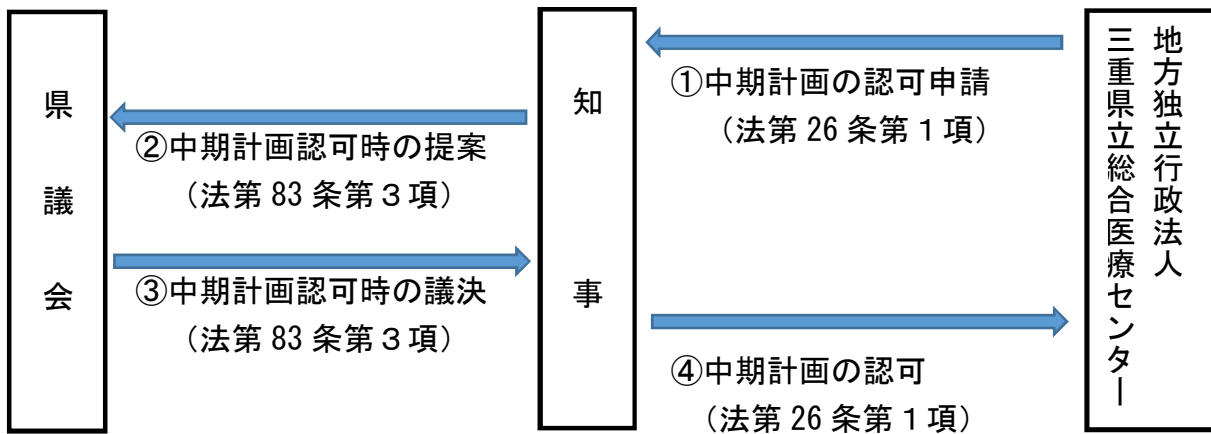 県議会
②中期計画認可時の提案
（法第 83 条第３項）
③中期計画認可時の議決
（法第 83 条第３項）
知事
①中期計画の認可申請
（法第 26 条第１項）
④中期計画の認可
（法第 26 条第１項）
地方独立行政法人
三重県立総合医療センター